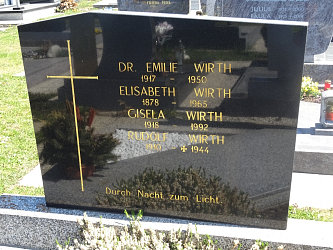 DR. EMILIE WIRTH
1917 - 1950
ELISABETH WIRTH
1878 - 1965
GISELA WIRTH
1992
RUDOLF WIRTH
1944
Durch Nacht zum Licht.